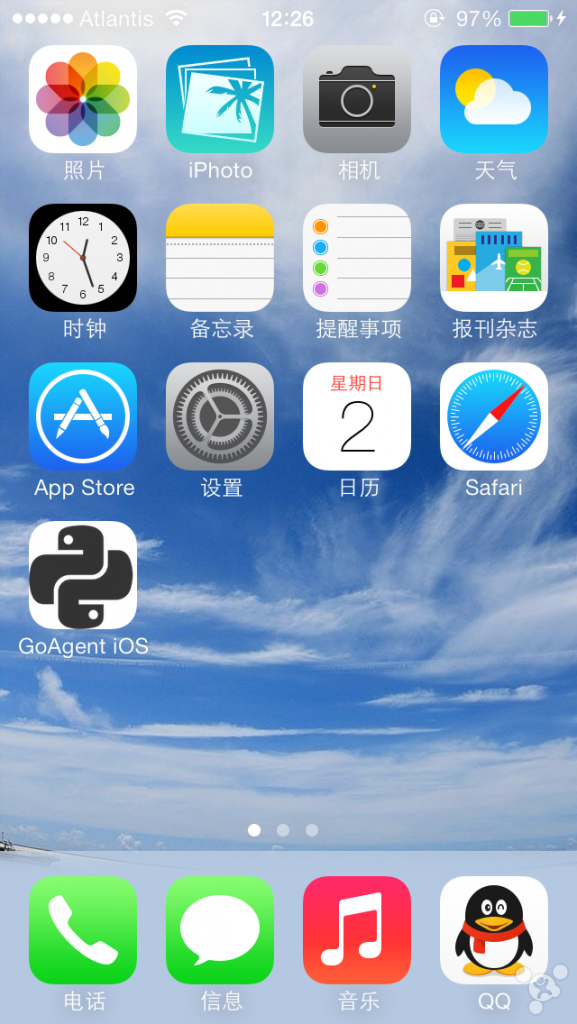 Atlantis 12:26 97%
照片 iPhoto 相机 天气
12 1 2 3 4 5 6 7 8 9 10 11
时钟 备忘录 提醒事项 报刊杂志
星期日
2
App Store 设置 日历 Safari
GoAgent iOS
电话 信息 音乐 QQ